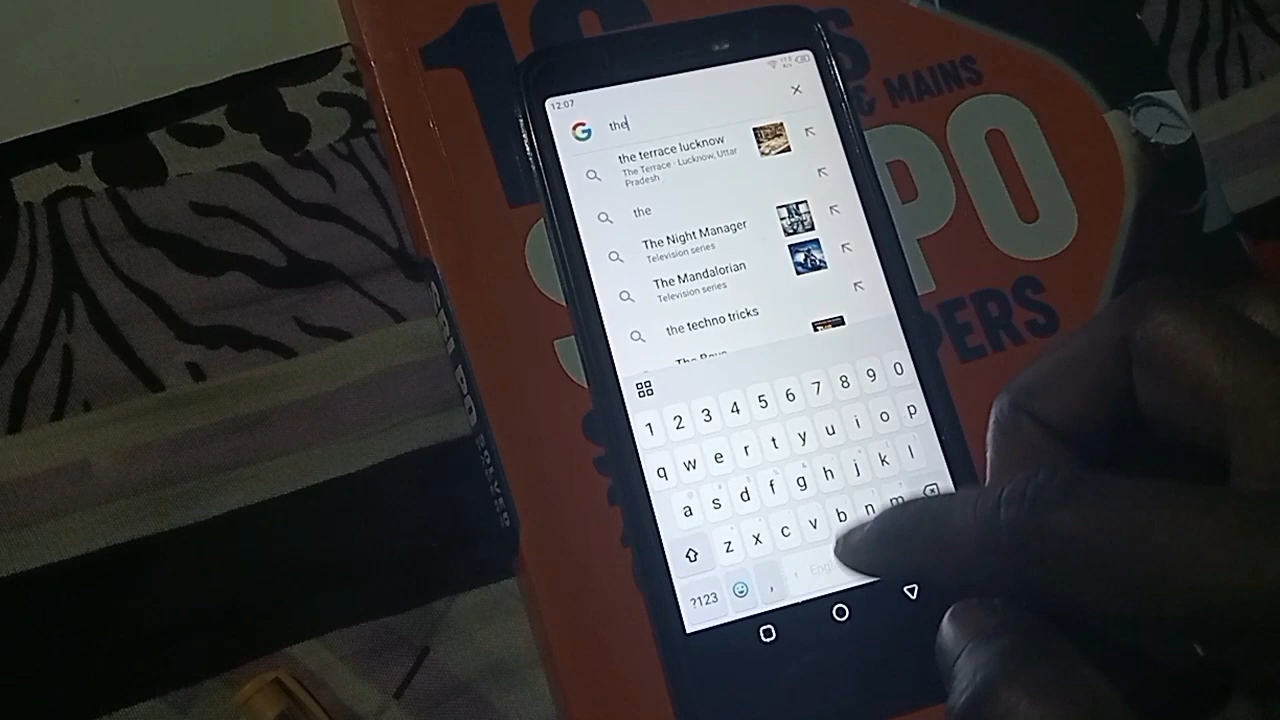 & MAINS
12:07
the
the terrace lucknow
The Terrace · Lucknow, Uttar
Pradesh
the
The Night Manager
Television series
The Mandalorian
Television series
the techno tricks
1 2 3 4 5 6 7 8 9 0
q w e r t y u i o p
a s d f g h j k l
z x c v b n m
?123 ,
PO
SOLVED